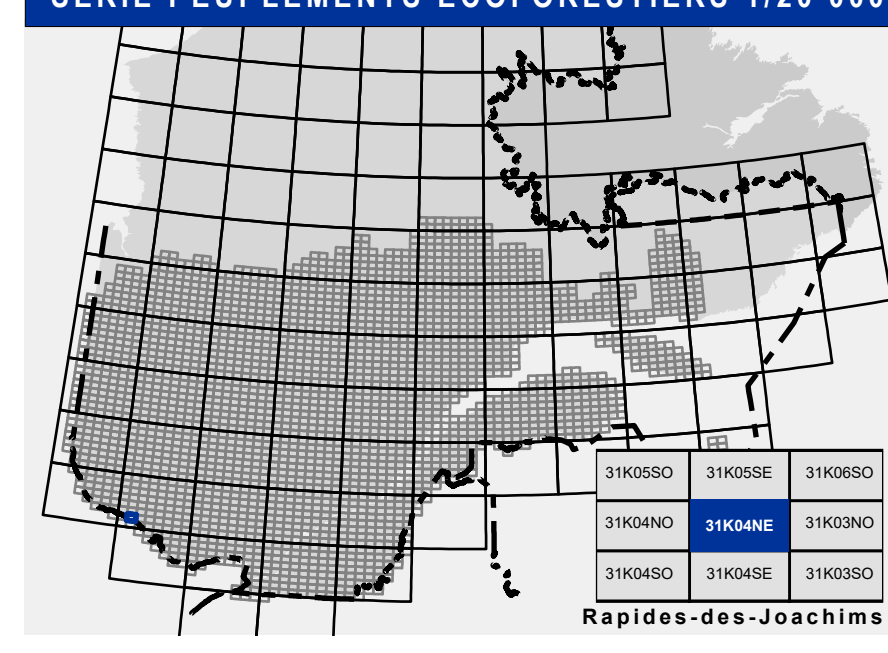 SÉRIE PEUPLEMENTS ÉCOFORESTIERS 1/20 000
31K05SO 31K05SE 31K06SO
31K04NO 31K04NE 31K03NO
31K04SO 31K04SE 31K03SO
Rapides-des-Joachims